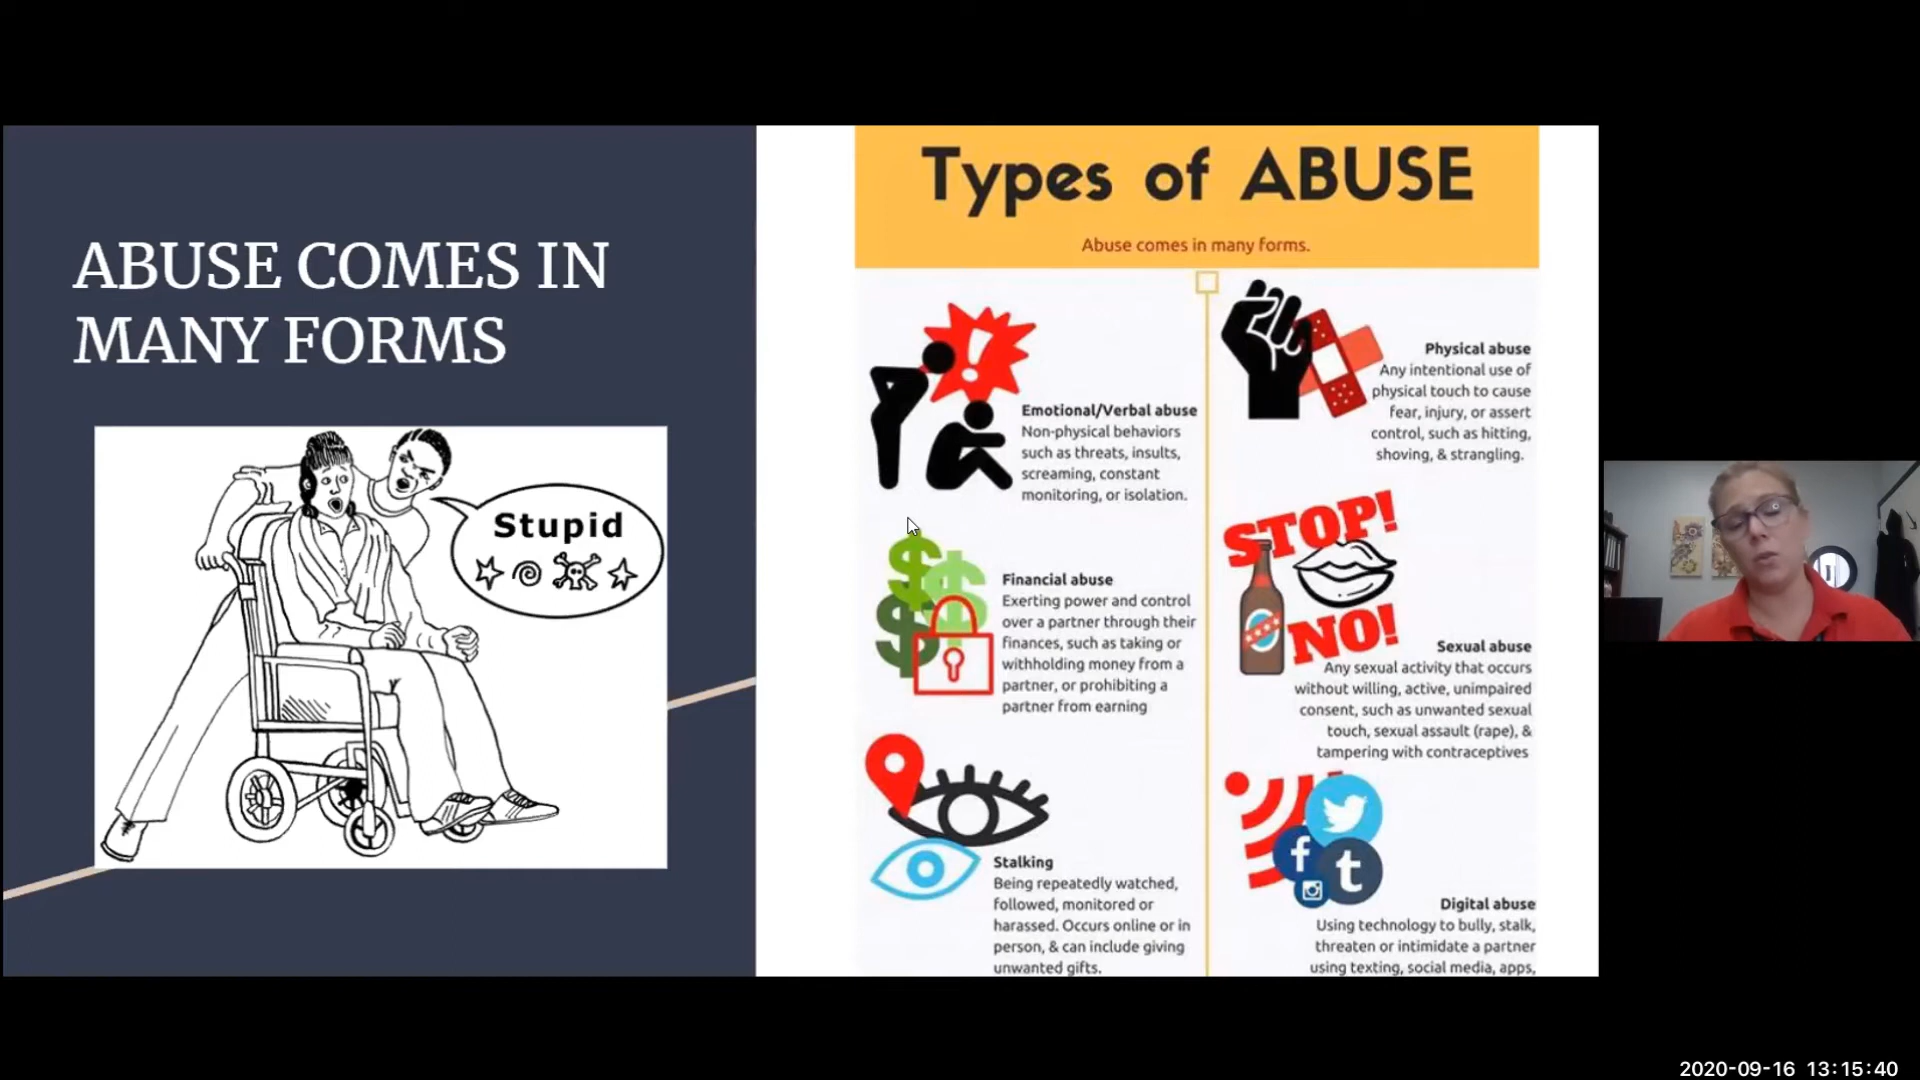 ABUSE COMES IN
MANY FORMS
Stupid
Types of ABUSE
Abuse comes in many forms.
Emotional/Verbal abuse
Non-physical behaviors
such as threats, insults,
screaming, constant
monitoring, or isolation.
Physical abuse
Any intentional use of
physical touch to cause
fear, injury, or assert
control, such as hitting,
shoving, & strangling.
Financial abuse
Exerting power and control
over a partner through their
finances, such as taking or
withholding money from a
partner, or prohibiting a
partner from earning
STOP!
NO!
Sexual abuse
Any sexual activity that occurs
without willing, active, unimpaired
consent, such as unwanted sexual
touch, sexual assault (rape), &
tampering with contraceptives
Stalking
Being repeatedly watched,
followed, monitored or
harassed. Occurs online or in
person, & can include giving
unwanted gifts.
Digital abuse
Using technology to bully, stalk,
threaten or intimidate a partner
using texting, social media, apps,
2020-09-16 13:15:40